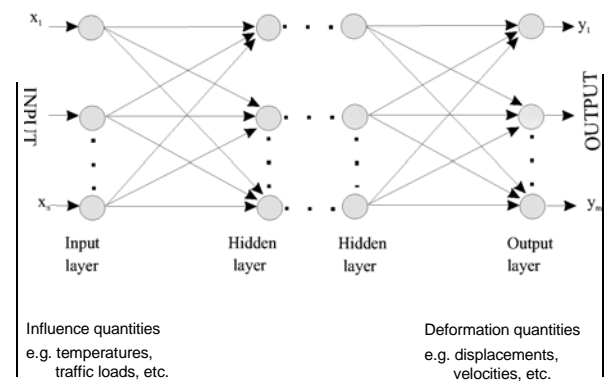 x₁
y₁
INPUT
OUTPUT
xₙ
yₘ
Input
layer
Hidden
layer
Hidden
layer
Output
layer
Influence quantities
e.g. temperatures,
traffic loads, etc.
Deformation quantities
e.g. displacements,
velocities, etc.